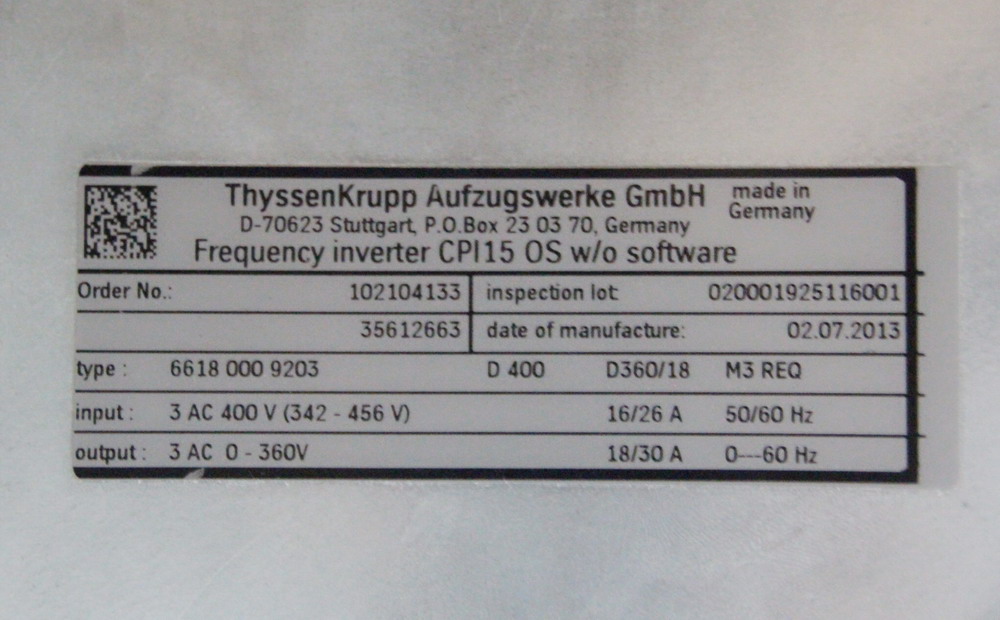 ThyssenKrupp Aufzugswerke GmbH made in
Germany
D-70623 Stuttgart, P.O.Box 23 03 70, Germany
Frequency inverter CPI15 OS w/o software
Order No.: 102104133 inspection lot: 020001925116001
35612663 date of manufacture: 02.07.2013
type : 6618 000 9203 D 400 D360/18 M3 REQ
input : 3 AC 400 V (342 - 456 V) 16/26 A 50/60 Hz
output : 3 AC 0 - 360V 18/30 A 0---60 Hz